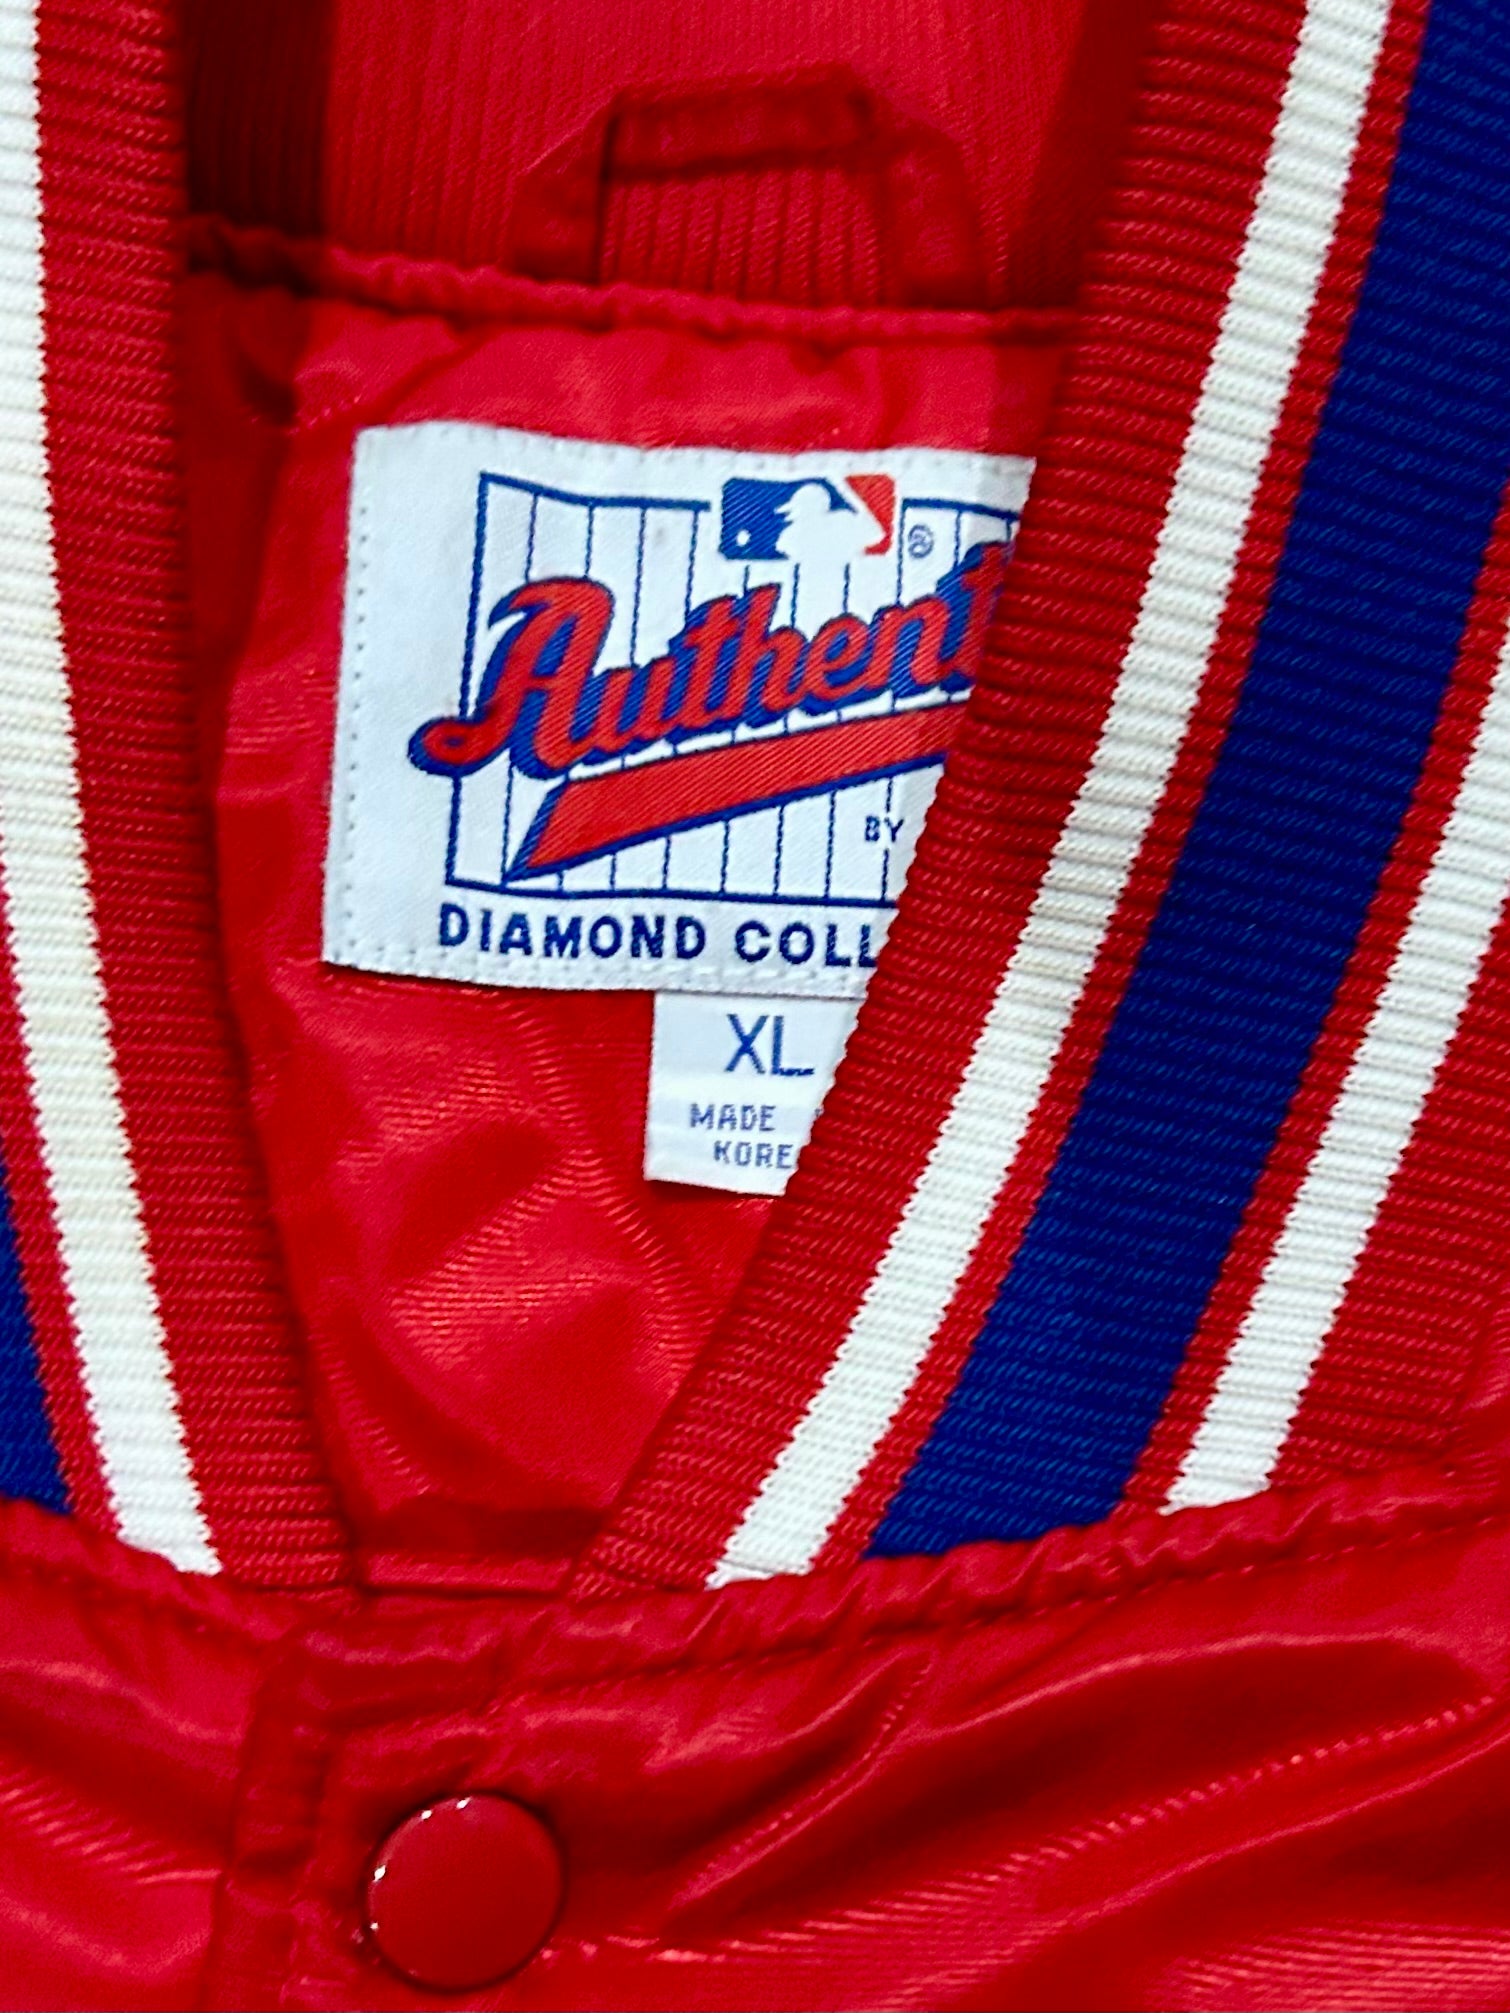 ®
Authent
BY
DIAMOND COLL
XL
MADE
KORE